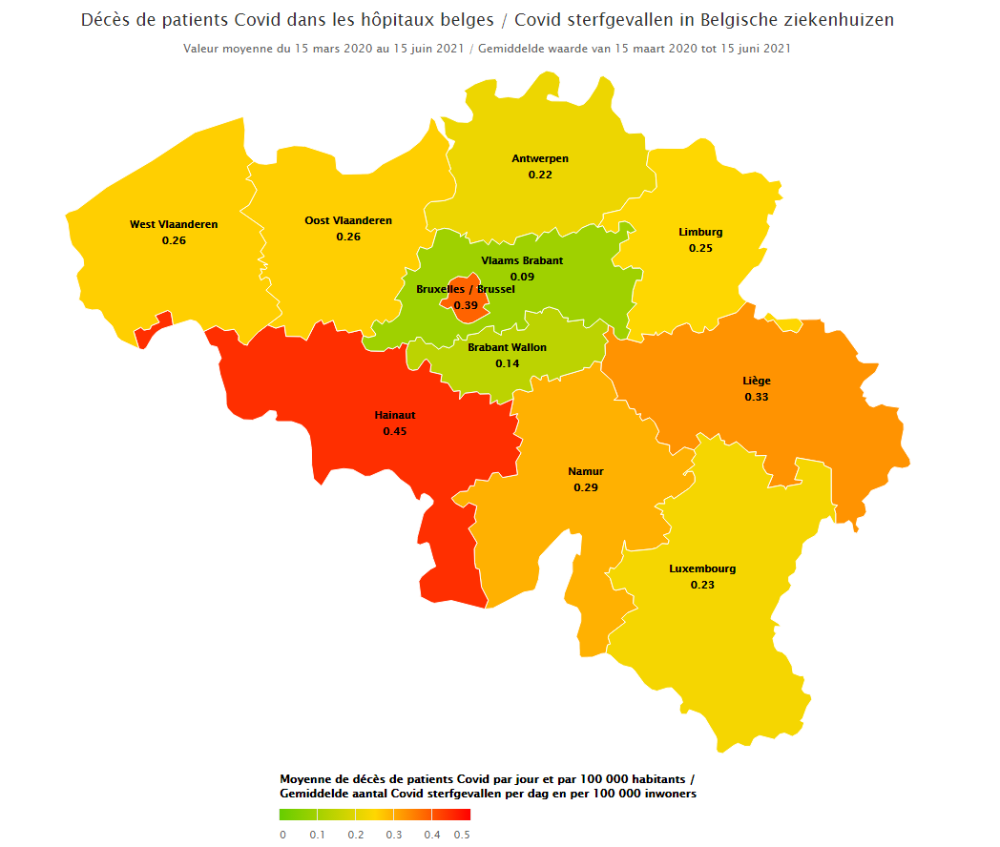 Décès de patients Covid dans les hôpitaux belges / Covid sterfgevallen in Belgische ziekenhuizen
Valeur moyenne du 15 mars 2020 au 15 juin 2021 / Gemiddelde waarde van 15 maart 2020 tot 15 juni 2021
Antwerpen
0.22
West Vlaanderen
0.26
Oost Vlaanderen
0.26
Limburg
0.25
Vlaams Brabant
0.09
Bruxelles / Brussel
0.39
Brabant Wallon
0.14
Liège
0.33
Hainaut
0.45
Namur
0.29
Luxembourg
0.23
Moyenne de décès de patients Covid par jour et par 100 000 habitants /
Gemiddelde aantal Covid sterfgevallen per dag en per 100 000 inwoners
0 0.1 0.2 0.3 0.4 0.5